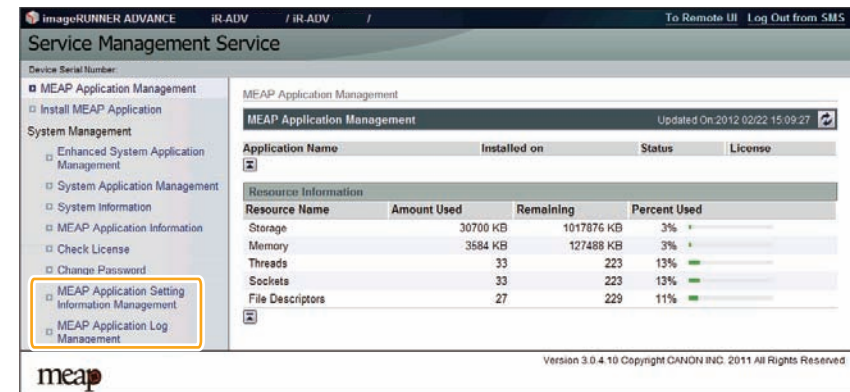 imageRUNNER ADVANCE iR-ADV / iR-ADV / To Remote UI Log Out from SMS
Service Management Service
Device Serial Number:
MEAP Application Management
Install MEAP Application
System Management
Enhanced System Application
Management
System Application Management
System Information
MEAP Application Information
Check License
Change Password
MEAP Application Setting
Information Management
MEAP Application Log
Management
MEAP Application Management
MEAP Application Management Updated On:2012 02/22 15:09:27
Application Name Installed on Status License
Resource Information
Resource Name Amount Used Remaining Percent Used
Storage 30700 KB 1017876 KB 3%
Memory 3584 KB 127488 KB 3%
Threads 33 223 13%
Sockets 33 223 13%
File Descriptors 27 229 11%
Version 3.0.4.10 Copyright CANON INC. 2011 All Rights Reserved
meap